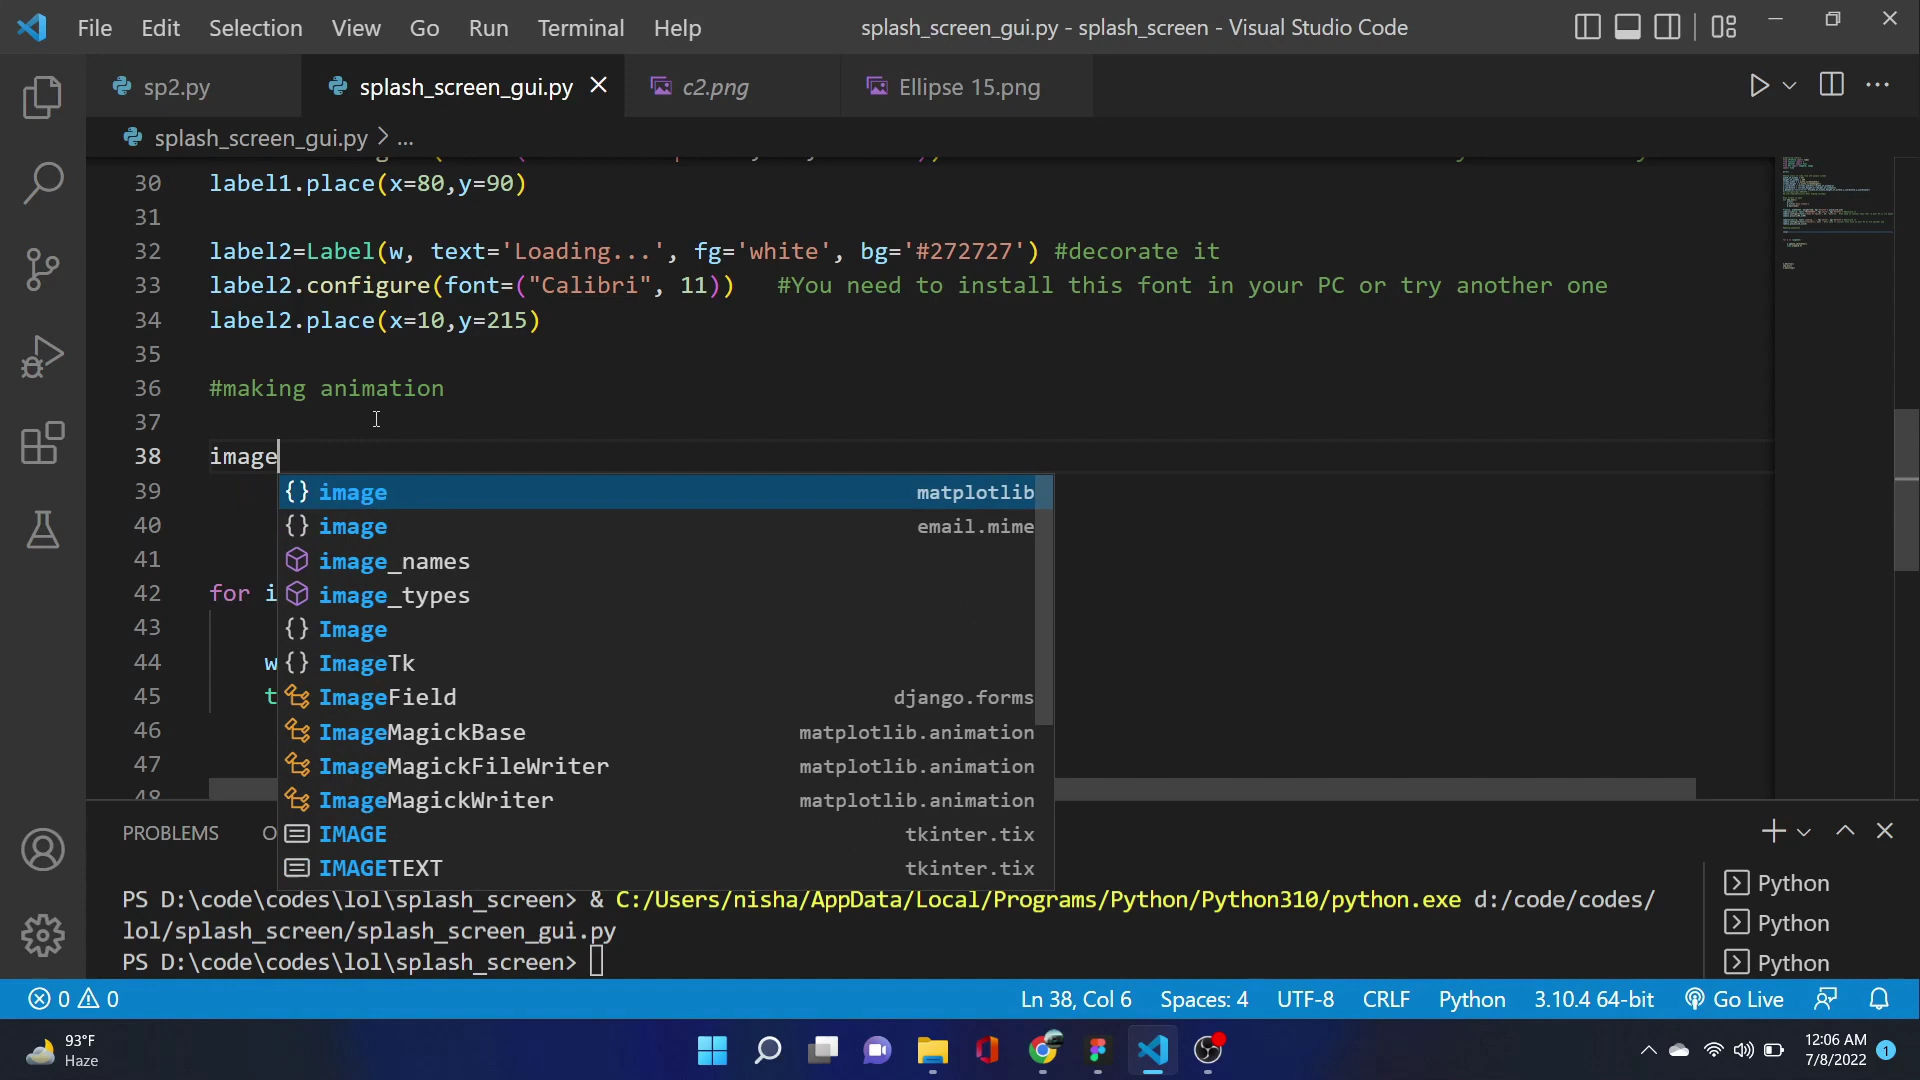 File Edit Selection View Go Run Terminal Help splash_screen_gui.py - splash_screen - Visual Studio Code
sp2.py splash_screen_gui.py c2.png Ellipse 15.png
splash_screen_gui.py > ...
30 label1.place(x=80,y=90)
31
32 label2=Label(w, text='Loading...', fg='white', bg='#272727') #decorate it
33 label2.configure(font=("Calibri", 11)) #You need to install this font in your PC or try another one
34 label2.place(x=10,y=215)
35
36 #making animation
37
38 image
39 image matplotlib
40 image email.mime
41 image_names
42 for i image_types
43 Image
44 w ImageTk
45 t ImageField django.forms
46 ImageMagickBase matplotlib.animation
47 ImageMagickFileWriter matplotlib.animation
48 ImageMagickWriter matplotlib.animation
PROBLEMS O IMAGE tkinter.tix
IMAGETEXT tkinter.tix
PS D:\code\codes\lol\splash_screen> & C:/Users/nisha/AppData/Local/Programs/Python/Python310/python.exe d:/code/codes/
lol/splash_screen/splash_screen_gui.py
PS D:\code\codes\lol\splash_screen>
Python
Python
Python
0 0 Ln 38, Col 6 Spaces: 4 UTF-8 CRLF Python 3.10.4 64-bit Go Live
93°F
Haze
12:06 AM
7/8/2022 1